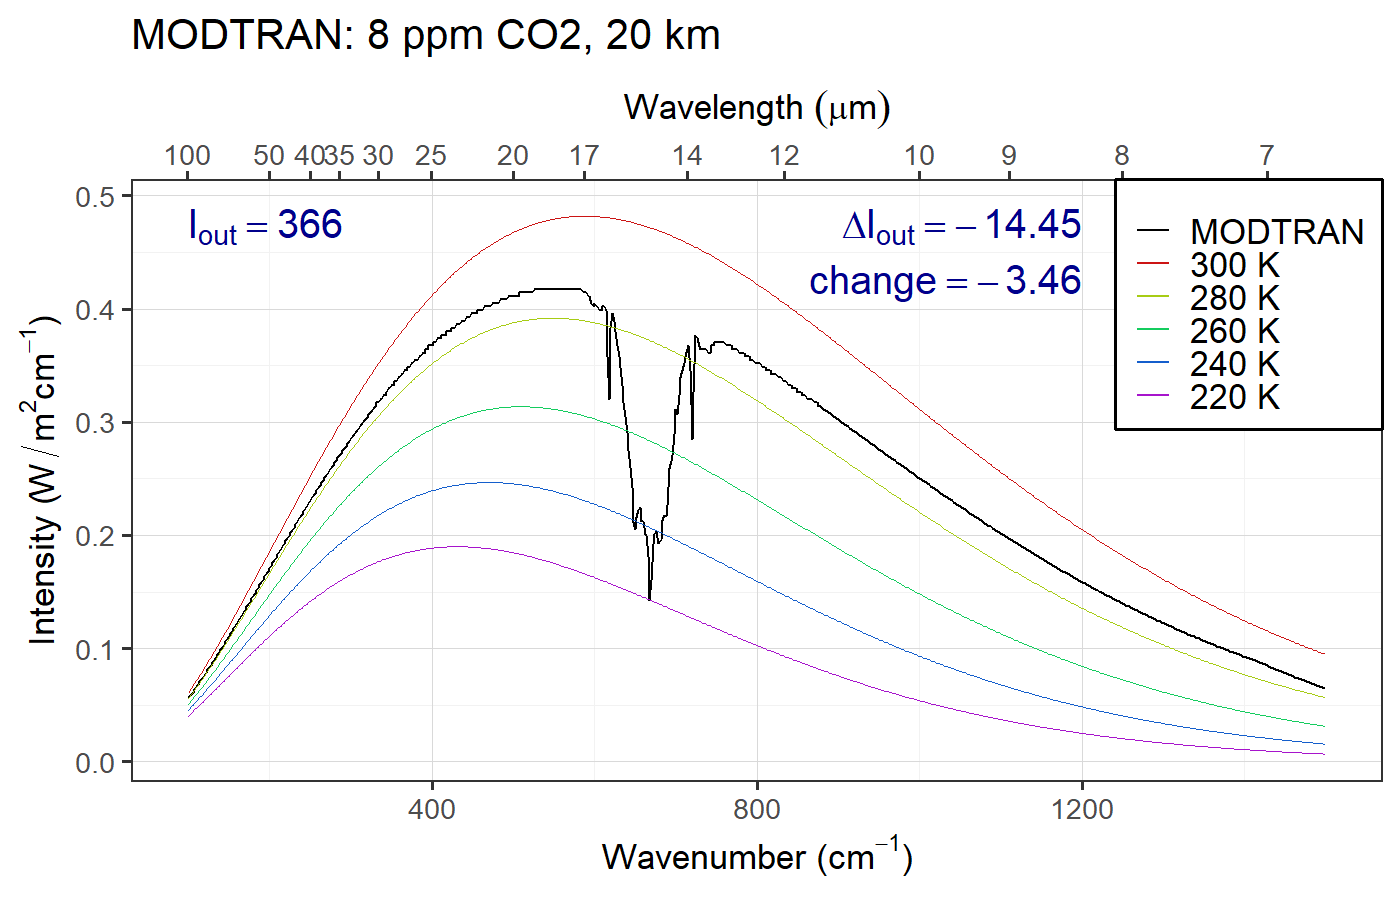 MODTRAN: 8 ppm CO2, 20 km
Wavelength (μm)
100 50 40 35 30 25 20 17 14 12 10 9 8 7
Intensity (W / m²cm⁻¹)
0.5
0.4
0.3
0.2
0.1
0.0
Iout = 366
ΔIout = − 14.45
change = − 3.46
MODTRAN
300 K
280 K
260 K
240 K
220 K
400 800 1200
Wavenumber (cm⁻¹)